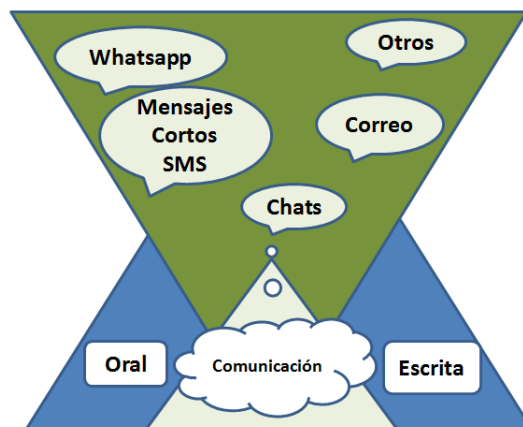 Whatsapp
Otros
Mensajes
Cortos
SMS
Correo
Chats
Oral
Comunicación
Escrita